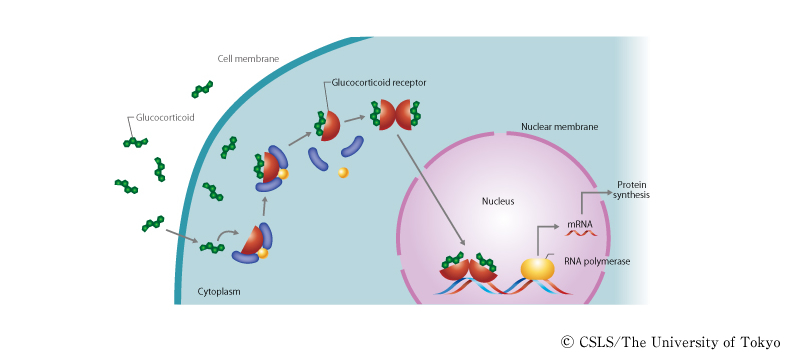 Cell membrane
Glucocorticoid receptor
Glucocorticoid
Nuclear membrane
Protein
synthesis
Nucleus
mRNA
RNA polymerase
Cytoplasm
© CSLS/The University of Tokyo